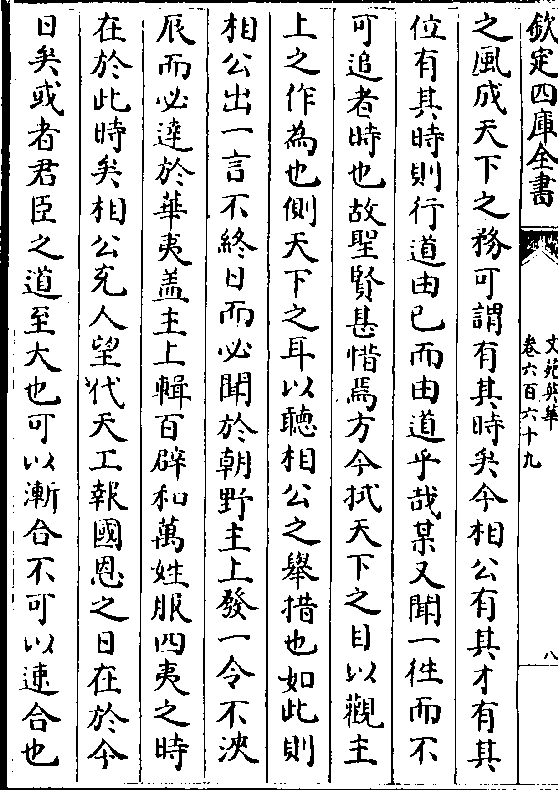 欽定四庫全書
文苑英華
卷六百六十九
八
之風成天下之務可謂有其時矣今相公有其才有其
位有其時則行道由已而由道乎哉某又聞一徃而不
可追者時也故聖賢甚惜焉方今拭天下之目以觀主
上之作為也側天下之耳以聽相公之舉措也如此則
相公出一言不終日而必聞於朝野主上發一令不浹
辰而必達於華夷盖主上輯百辟和萬姓服四夷之時
在於此時矣相公充人望代天工報國恩之日在於今
日矣或者君臣之道至大也可以漸合不可以速合也